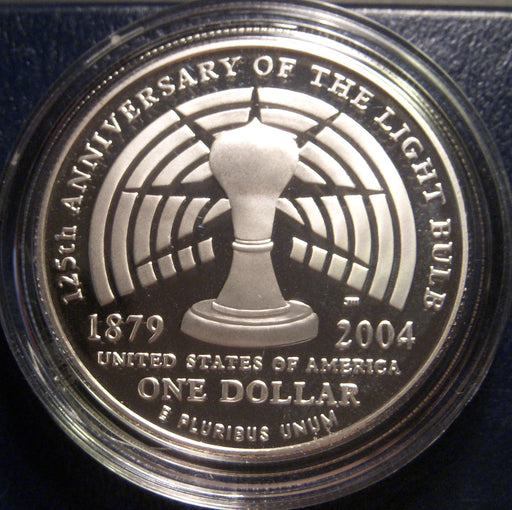 125th ANNIVERSARY OF THE LIGHT BULB
1879 2004
UNITED STATES OF AMERICA
ONE DOLLAR
E PLURIBUS UNUM